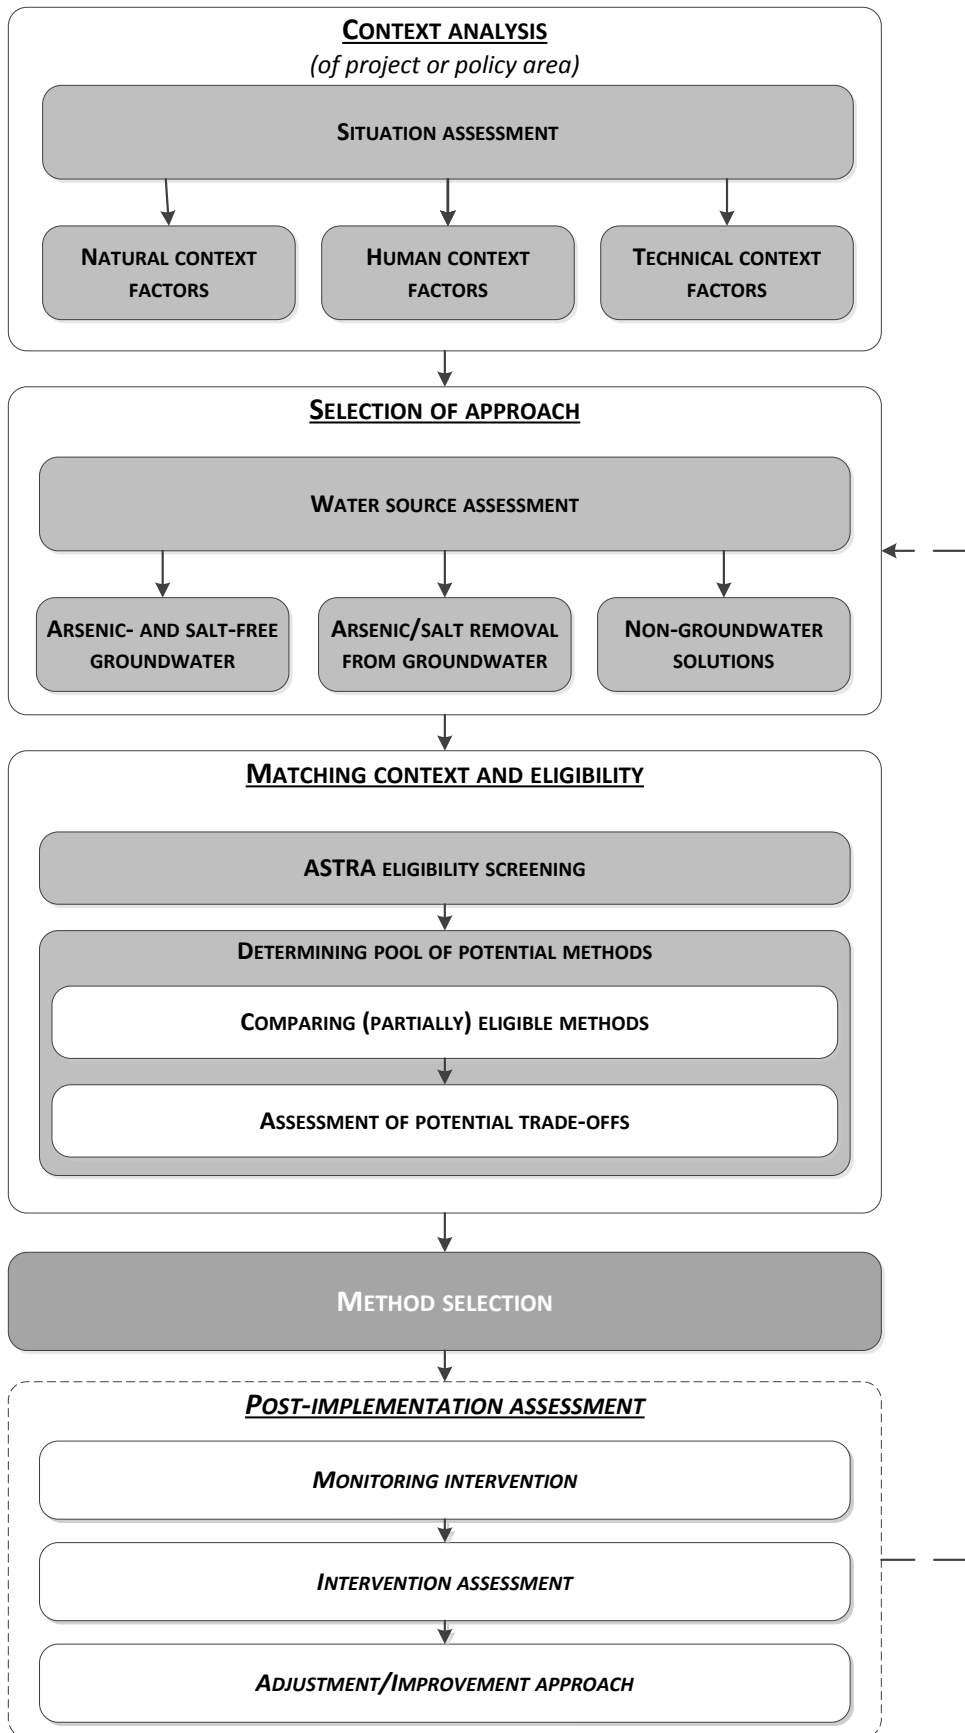 CONTEXT ANALYSIS
(of project or policy area)
SITUATION ASSESSMENT
NATURAL CONTEXT
FACTORS
HUMAN CONTEXT
FACTORS
TECHNICAL CONTEXT
FACTORS
SELECTION OF APPROACH
WATER SOURCE ASSESSMENT
ARSENIC- AND SALT-FREE
GROUNDWATER
ARSENIC/SALT REMOVAL
FROM GROUNDWATER
NON-GROUNDWATER
SOLUTIONS
MATCHING CONTEXT AND ELIGIBILITY
ASTRA ELIGIBILITY SCREENING
DETERMINING POOL OF POTENTIAL METHODS
COMPARING (PARTIALLY) ELIGIBLE METHODS
ASSESSMENT OF POTENTIAL TRADE-OFFS
METHOD SELECTION
POST-IMPLEMENTATION ASSESSMENT
MONITORING INTERVENTION
INTERVENTION ASSESSMENT
ADJUSTMENT/IMPROVEMENT APPROACH